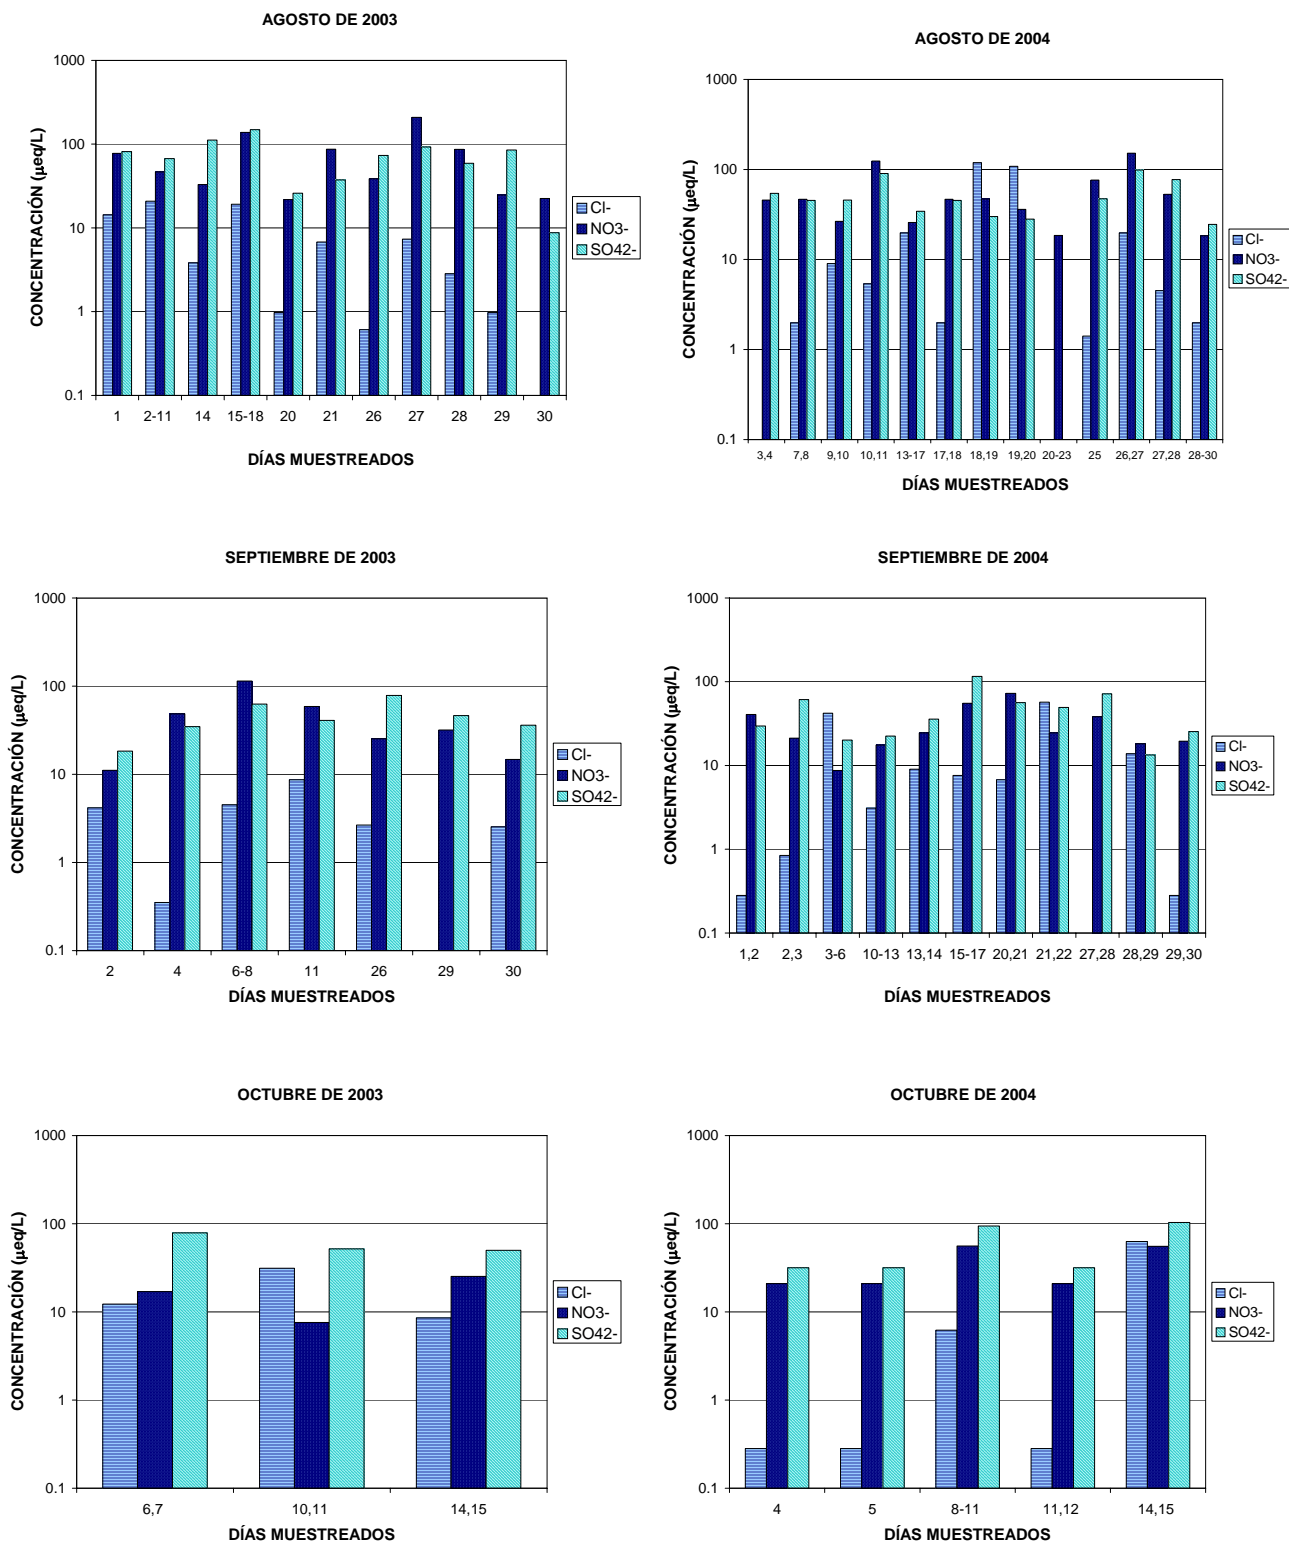 AGOSTO DE 2003
CONCENTRACIÓN (µeq/L)
1000
100
10
1
0.1
1 2-11 14 15-18 20 21 26 27 28 29 30
DÍAS MUESTREADOS
Cl-
NO3-
SO42-
AGOSTO DE 2004
CONCENTRACIÓN (µeq/L)
1000
100
10
1
0.1
3,4 7,8 9,10 10,11 13-17 17,18 18,19 19,20 20-23 25 26,27 27,28 28-30
DÍAS MUESTREADOS
Cl-
NO3-
SO42-
SEPTIEMBRE DE 2003
CONCENTRACIÓN (µeq/L)
1000
100
10
1
0.1
2 4 6-8 11 26 29 30
DÍAS MUESTREADOS
Cl-
NO3-
SO42-
SEPTIEMBRE DE 2004
CONCENTRACIÓN (µeq/L)
1000
100
10
1
0.1
1,2 2,3 3-6 10-13 13,14 15-17 20,21 21,22 27,28 28,29 29,30
DÍAS MUESTREADOS
Cl-
NO3-
SO42-
OCTUBRE DE 2003
CONCENTRACIÓN (µeq/L)
1000
100
10
1
0.1
6,7 10,11 14,15
DÍAS MUESTREADOS
Cl-
NO3-
SO42-
OCTUBRE DE 2004
CONCENTRACIÓN (µeq/L)
1000
100
10
1
0.1
4 5 8-11 11,12 14,15
DÍAS MUESTREADOS
Cl-
NO3-
SO42-